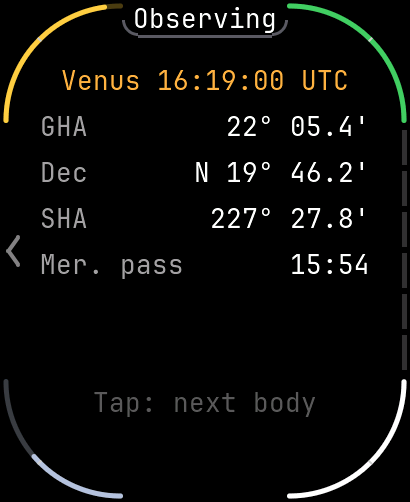 Observing
Venus 16:19:00 UTC
GHA 22° 05.4'
Dec N 19° 46.2'
SHA 227° 27.8'
Mer. pass 15:54
Tap: next body